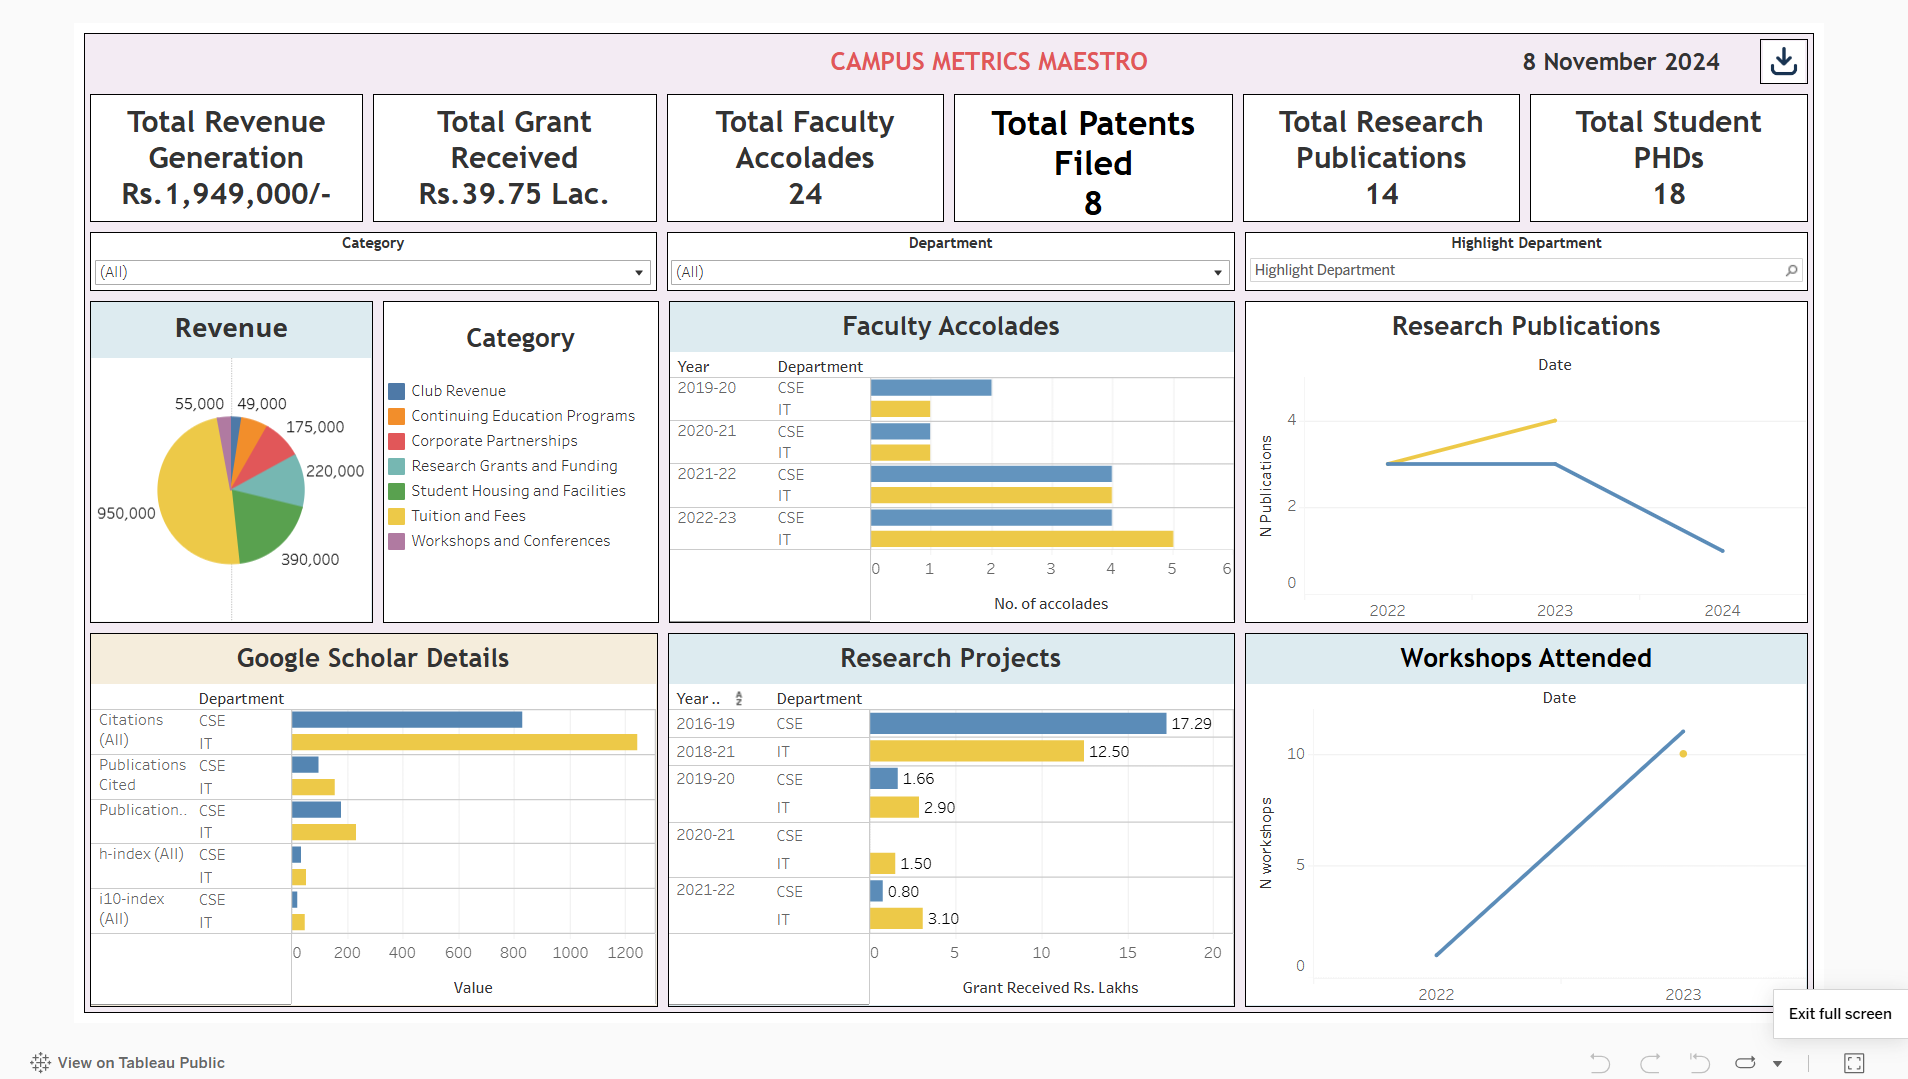 CAMPUS METRICS MAESTRO
8 November 2024
Total Revenue
Generation
Rs.1,949,000/-
Total Grant
Received
Rs.39.75 Lac.
Total Faculty
Accolades
24
Total Patents
Filed
8
Total Research
Publications
14
Total Student
PHDs
18
Category
(All)
Department
(All)
Highlight Department
Highlight Department
Revenue
55,000
49,000
175,000
220,000
950,000
390,000
Category
Club Revenue
Continuing Education Programs
Corporate Partnerships
Research Grants and Funding
Student Housing and Facilities
Tuition and Fees
Workshops and Conferences
Faculty Accolades
Year Department
2019-20 CSE
IT
2020-21 CSE
IT
2021-22 CSE
IT
2022-23 CSE
IT
0 1 2 3 4 5 6
No. of accolades
Research Publications
Date
N Publications
4
2
0
2022 2023 2024
Google Scholar Details
Department
Citations
(All)
CSE
IT
Publications
Cited
CSE
IT
Publication..
CSE
IT
h-index (All)
CSE
IT
i10-index
(All)
CSE
IT
0 200 400 600 800 1000 1200
Value
Research Projects
Year .. Department
2016-19 CSE 17.29
2018-21 IT 12.50
2019-20 CSE 1.66
IT 2.90
2020-21 CSE
IT 1.50
2021-22 CSE 0.80
IT 3.10
0 5 10 15 20
Grant Received Rs. Lakhs
Workshops Attended
Date
N workshops
10
5
0
2022 2023
Exit full screen
View on Tableau Public